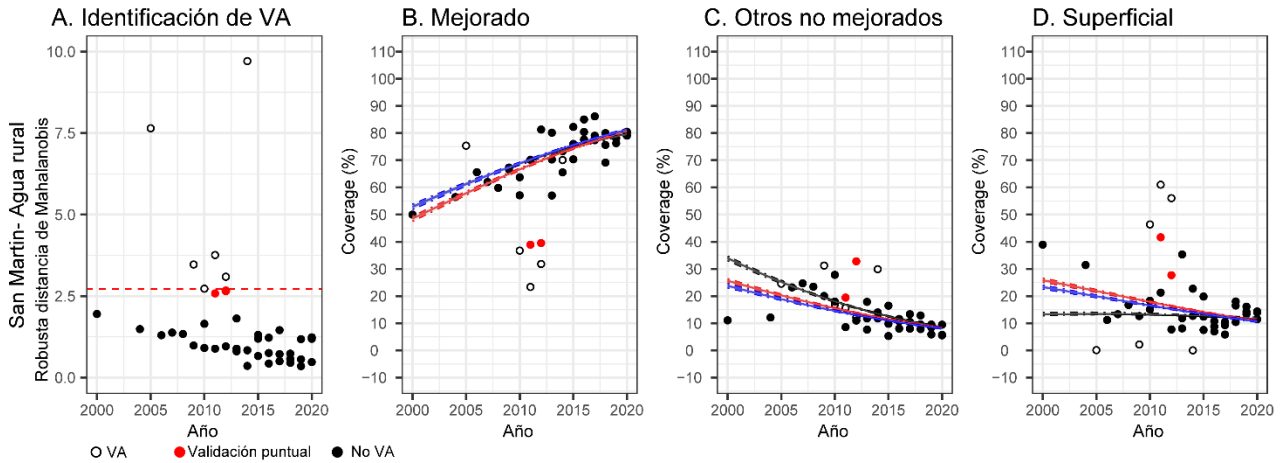 A. Identificación de VA
B. Mejorado
C. Otros no mejorados
D. Superficial
San Martin- Agua rural
Robusta distancia de Mahalanobis
10.0
7.5
5.0
2.5
0.0
2000 2005 2010 2015 2020
Año
Coverage (%)
110
100
90
80
70
60
50
40
30
20
10
0
−10
2000 2005 2010 2015 2020
Año
Coverage (%)
110
100
90
80
70
60
50
40
30
20
10
0
−10
2000 2005 2010 2015 2020
Año
Coverage (%)
110
100
90
80
70
60
50
40
30
20
10
0
−10
2000 2005 2010 2015 2020
Año
VA Validación puntual No VA